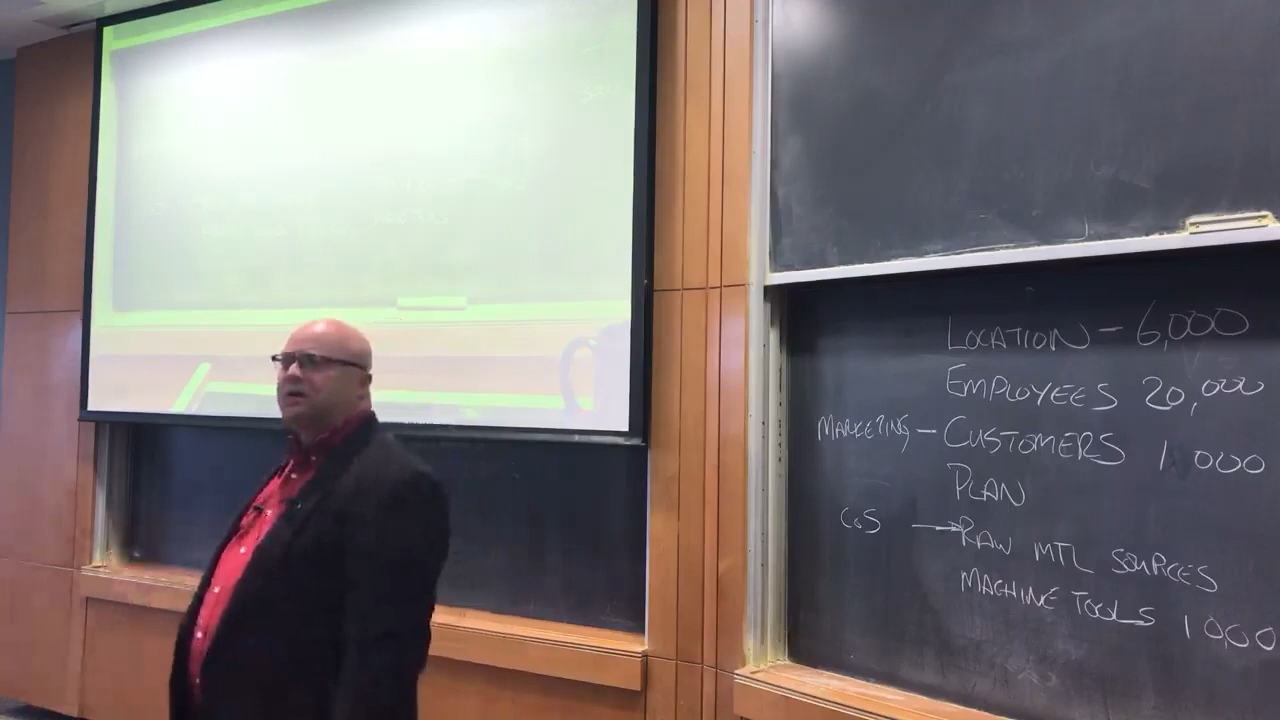 LOCATION - 6,000
EMPLOYEES 20,000
MARKETING - CUSTOMERS 1 000
PLAN
COS → RAW MTL SOURCES
MACHINE TOOLS 1 000